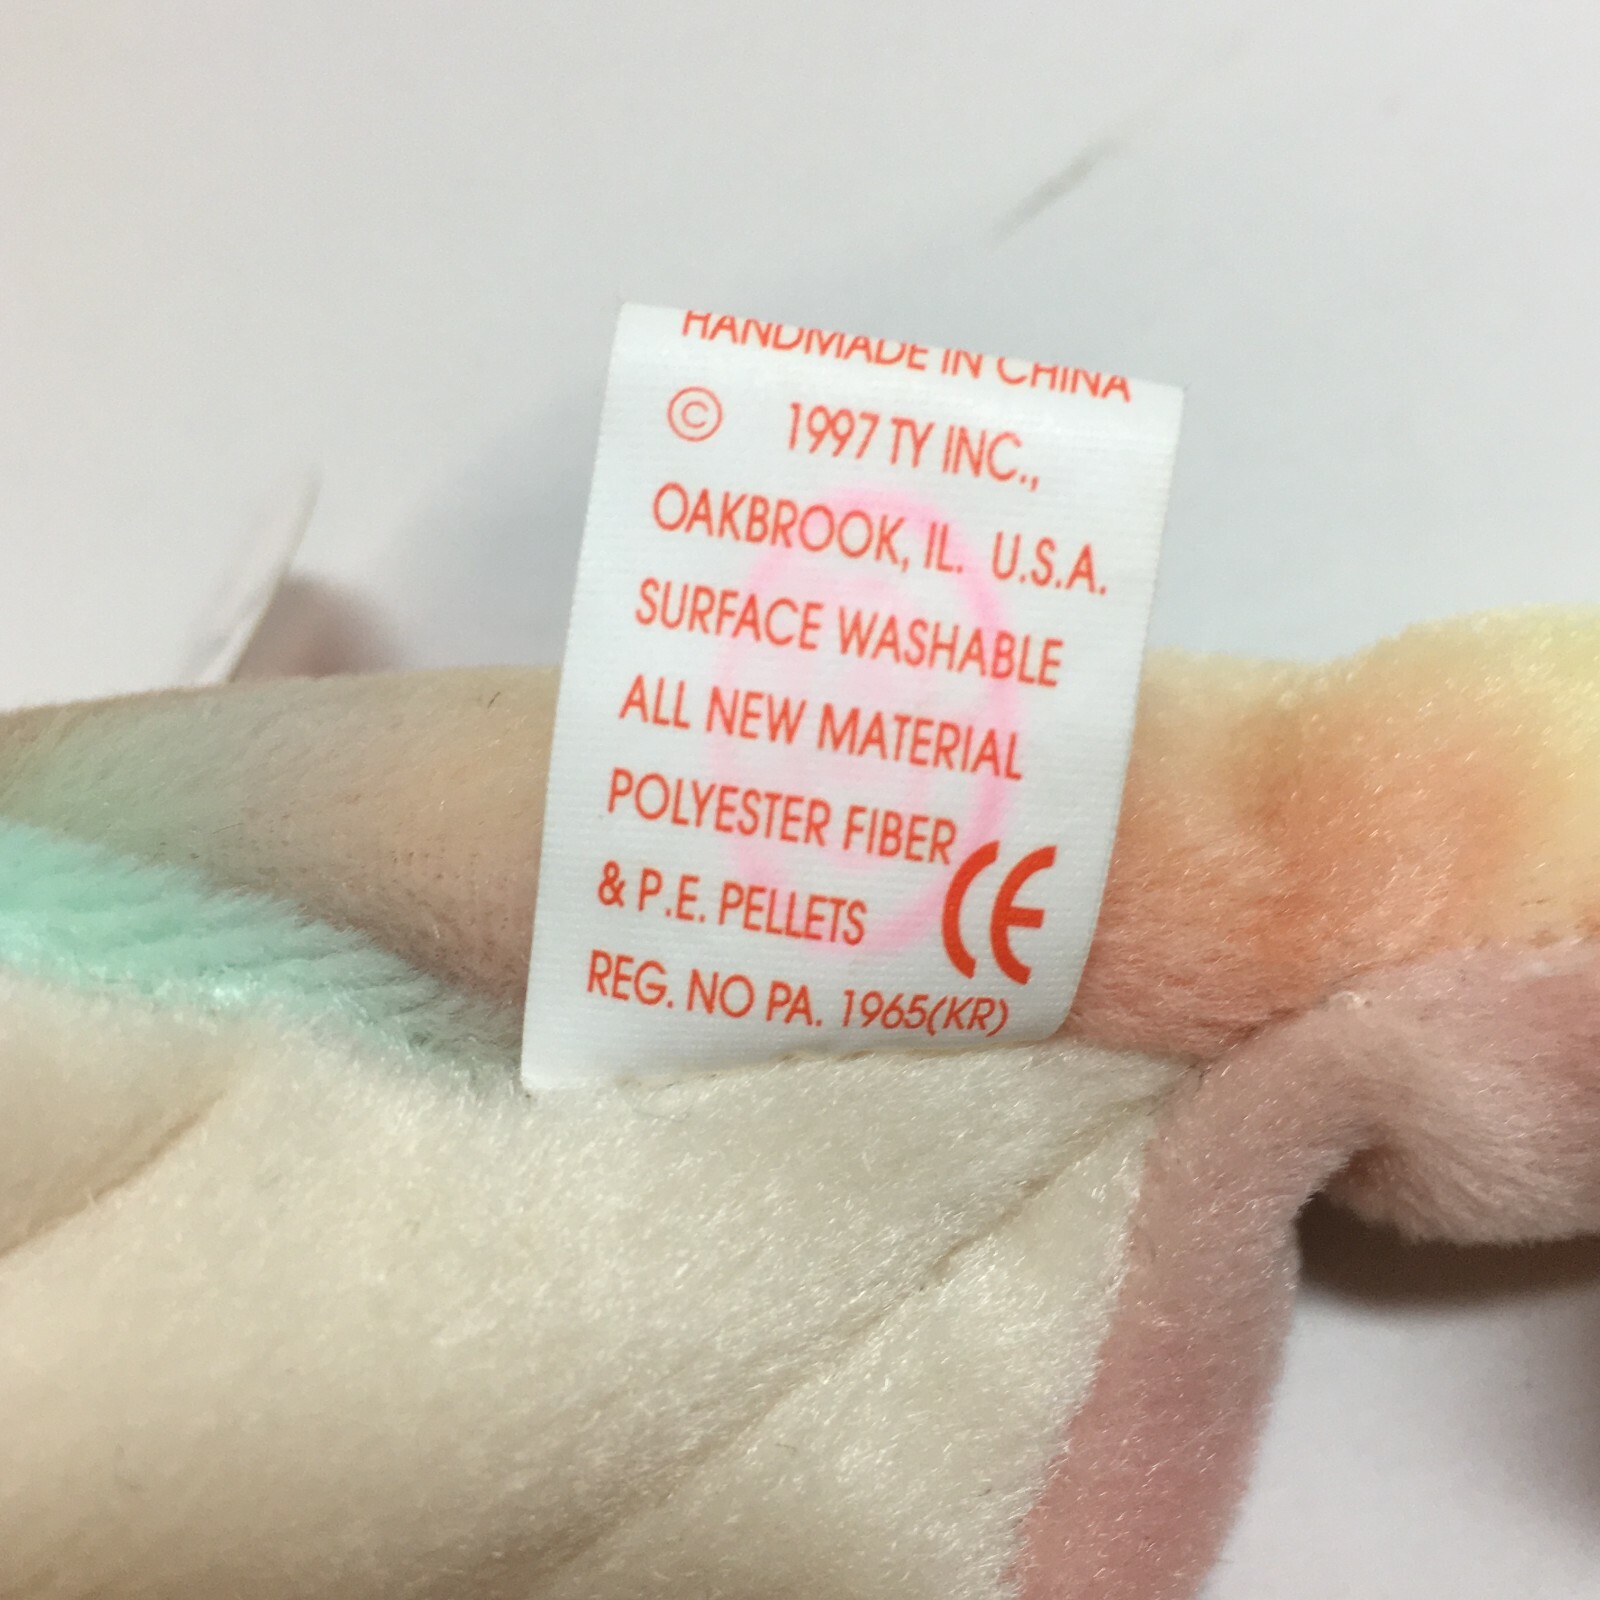 HANDMADE IN CHINA
© 1997 TY INC.,
OAKBROOK, IL. U.S.A.
SURFACE WASHABLE
ALL NEW MATERIAL
POLYESTER FIBER
& P.E. PELLETS CE
REG. NO PA. 1965(KR)